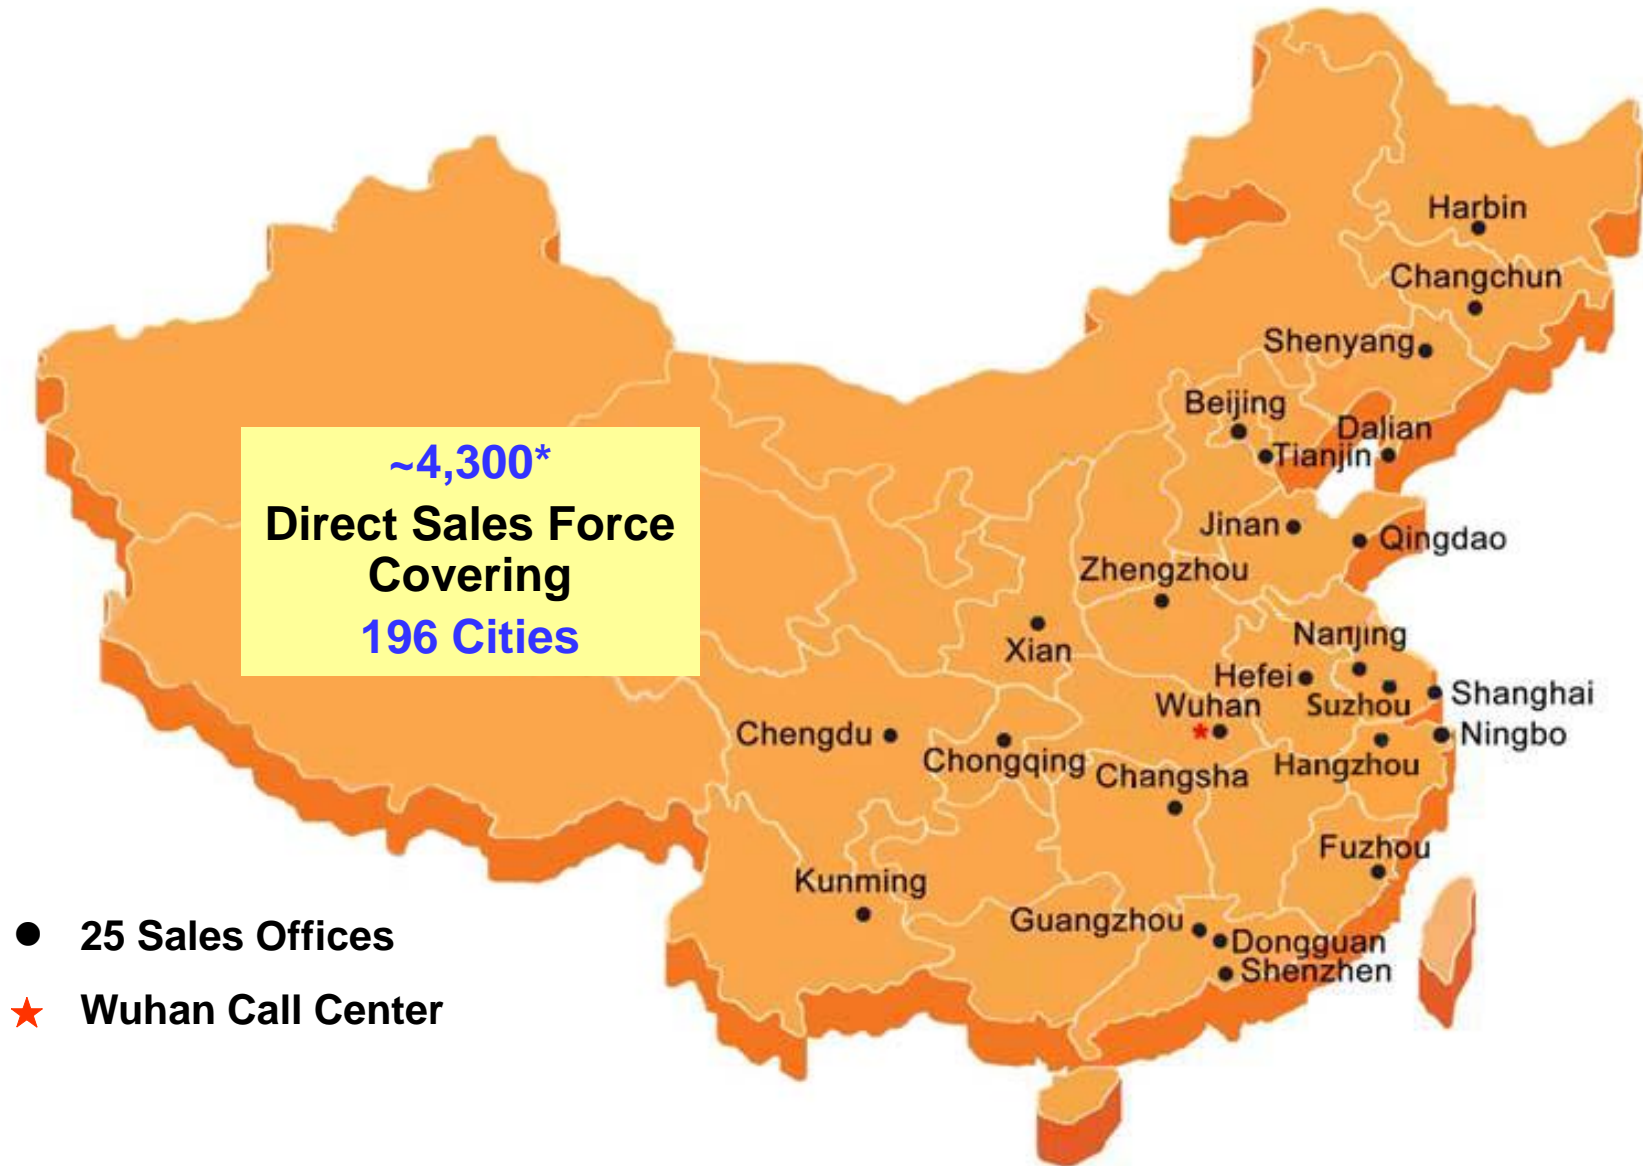 Harbin
Changchun
Shenyang
Beijing
Dalian
Tianjin
~4,300*
Direct Sales Force
Covering
196 Cities
Jinan
Qingdao
Zhengzhou
Xian
Nanjing
Hefei
Suzhou
Shanghai
Wuhan
*
Chengdu
Chongqing
Ningbo
Hangzhou
Changsha
Fuzhou
Kunming
Guangzhou
Dongguan
Shenzhen
25 Sales Offices
Wuhan Call Center